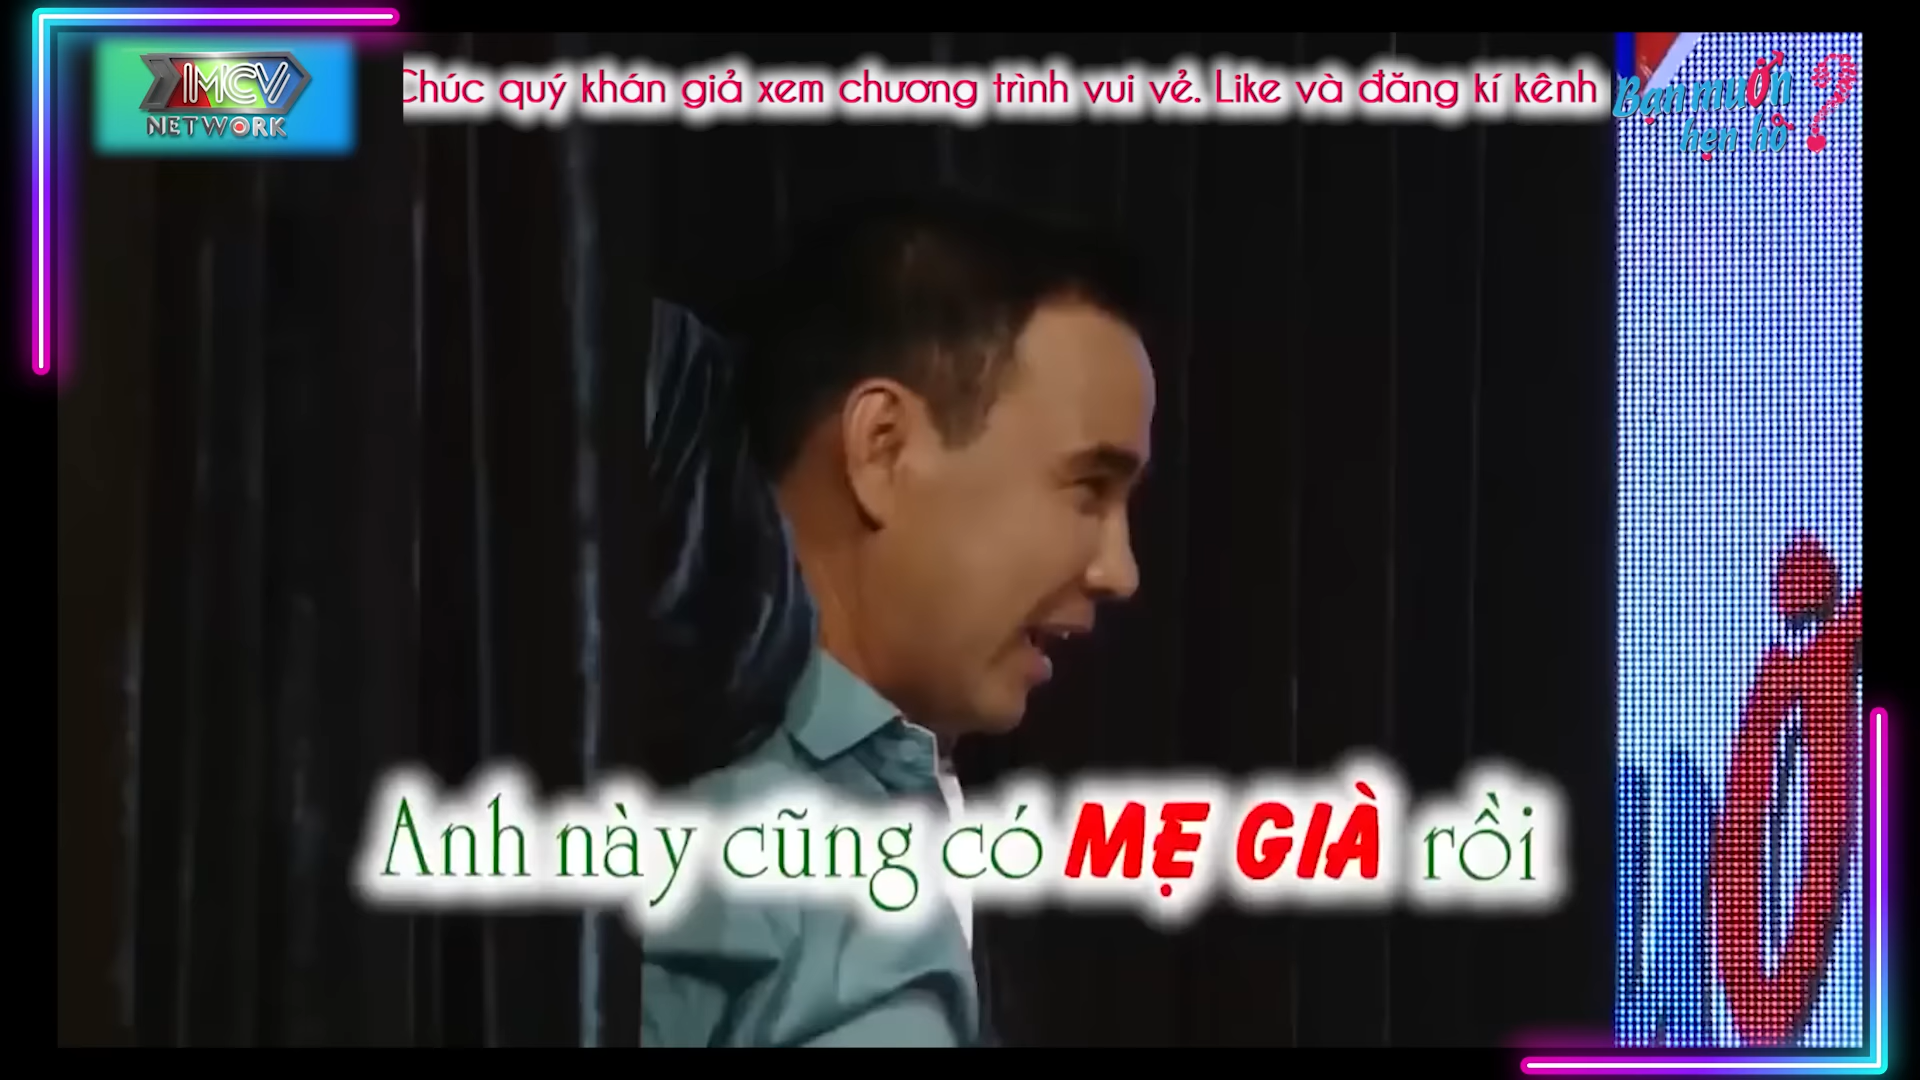 MCV
NETWORK
Chúc quý khán giả xem chương trình vui vẻ. Like và đăng kí kênh
Bạn muốn
hẹn hò
Anh này cũng có MẸ GIÀ rồi